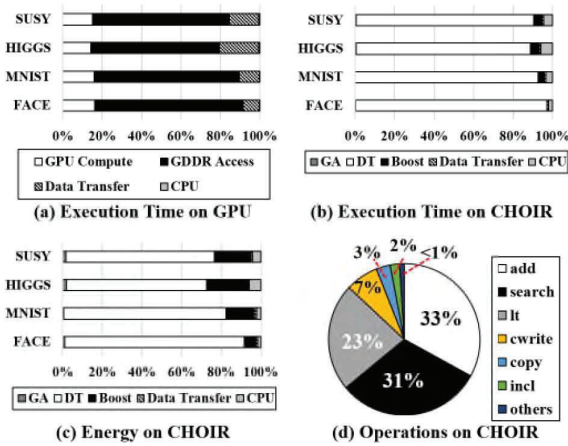 SUSY
HIGGS
MNIST
FACE
0% 20% 40% 60% 80% 100%
GPU Compute GDDR Access
Data Transfer CPU
(a) Execution Time on GPU
SUSY
HIGGS
MNIST
FACE
0% 20% 40% 60% 80% 100%
GA DT Boost Data Transfer CPU
(b) Execution Time on CHOIR
SUSY
HIGGS
MNIST
FACE
0% 20% 40% 60% 80% 100%
GA DT Boost Data Transfer CPU
(c) Energy on CHOIR
3% 2% <1%
7%
33%
23%
31%
add
search
lt
cwrite
copy
incl
others
(d) Operations on CHOIR